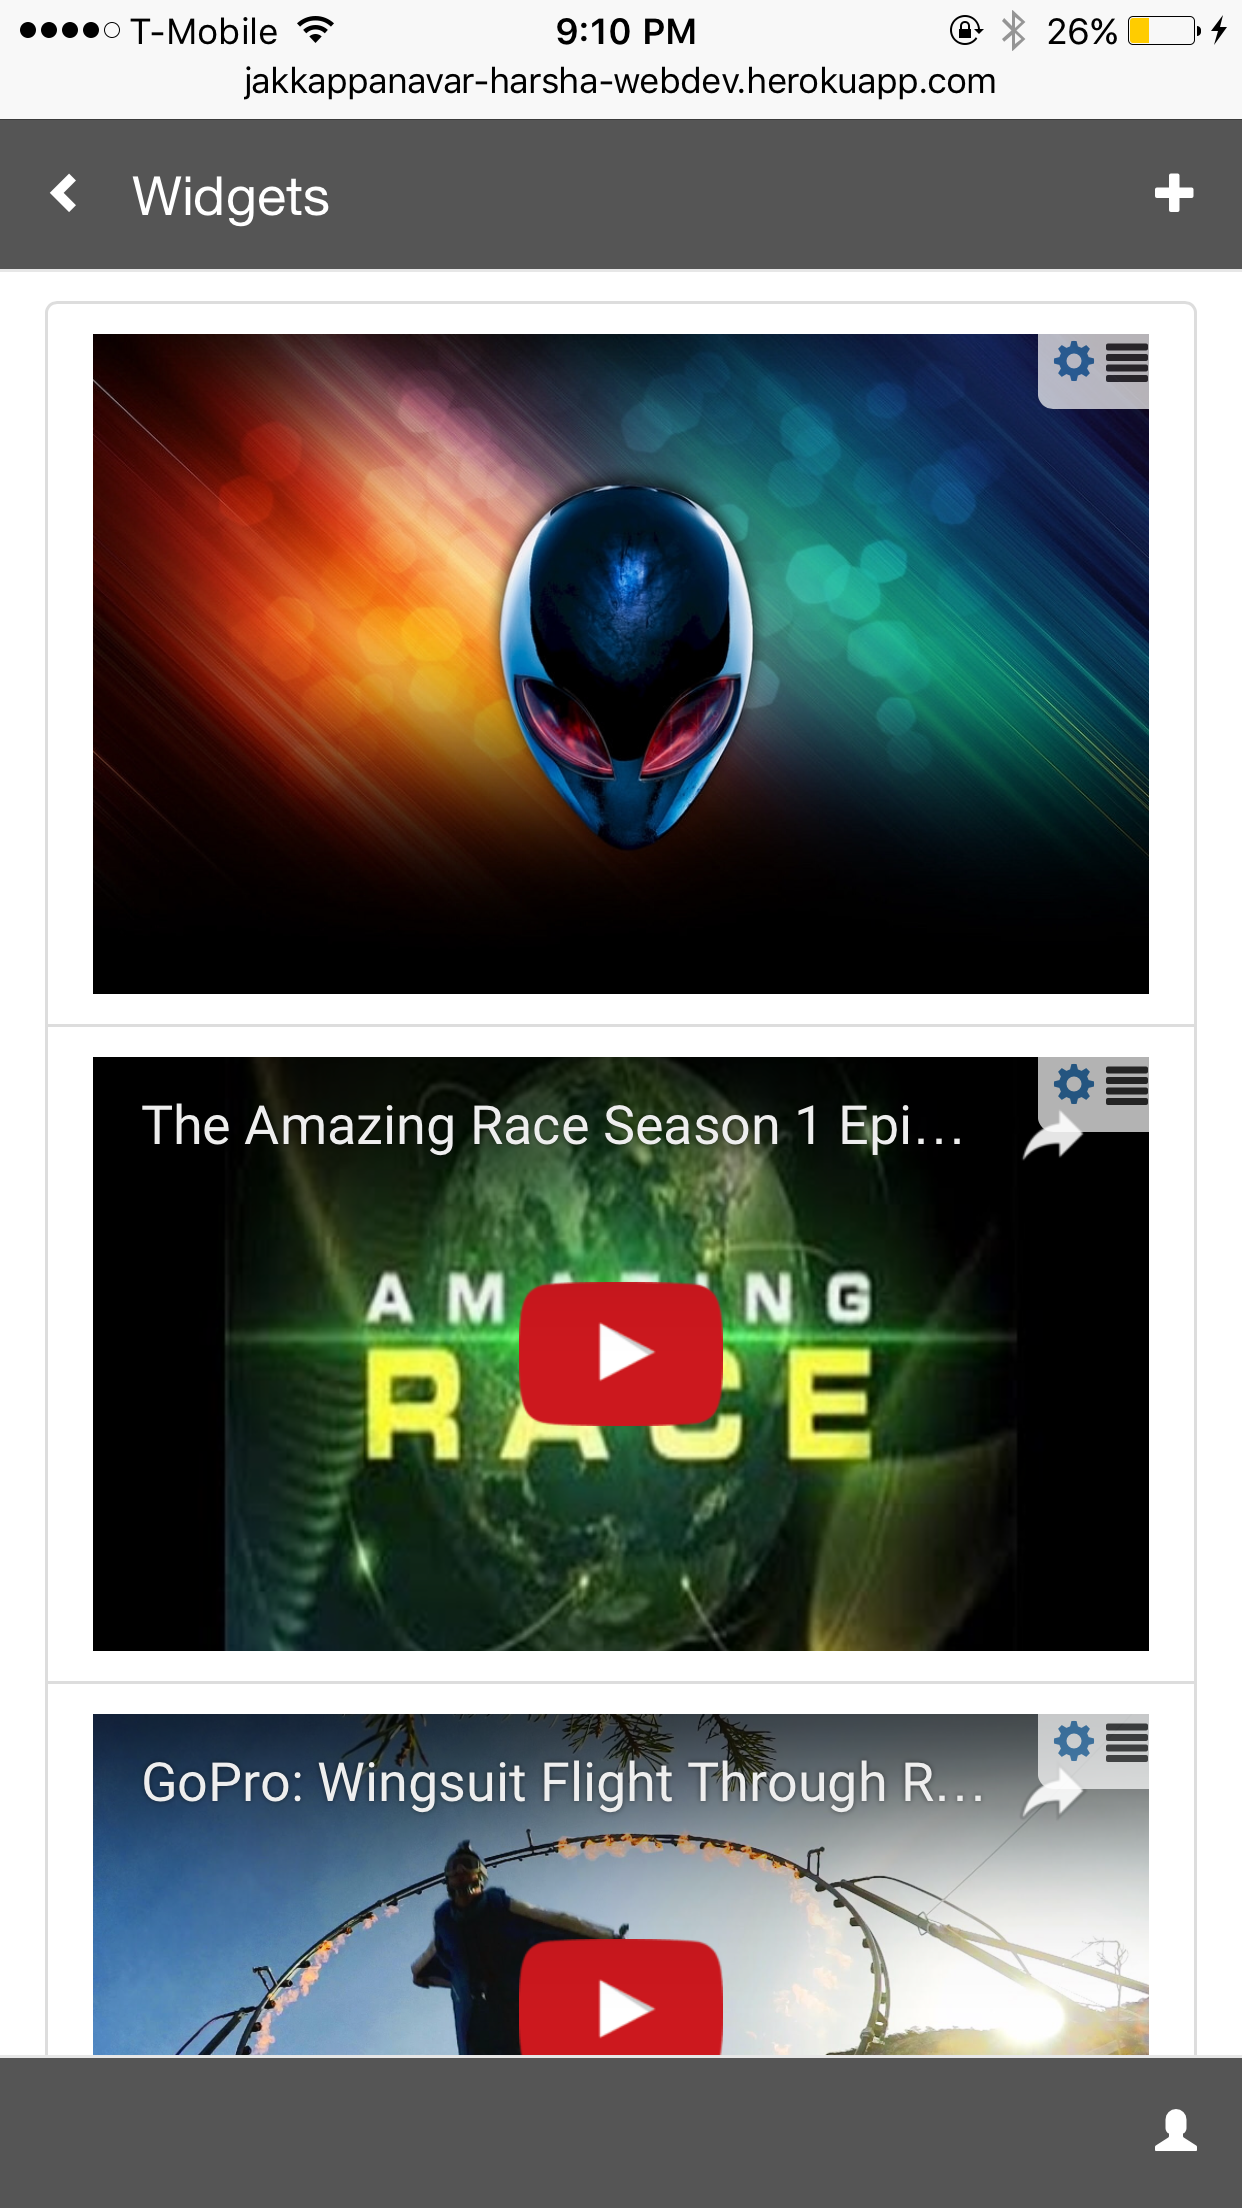 T-Mobile 9:10 PM 26%
jakkappanavar-harsha-webdev.herokuapp.com
Widgets
The Amazing Race Season 1 Epi...
AMAZING
RACE
GoPro: Wingsuit Flight Through R...